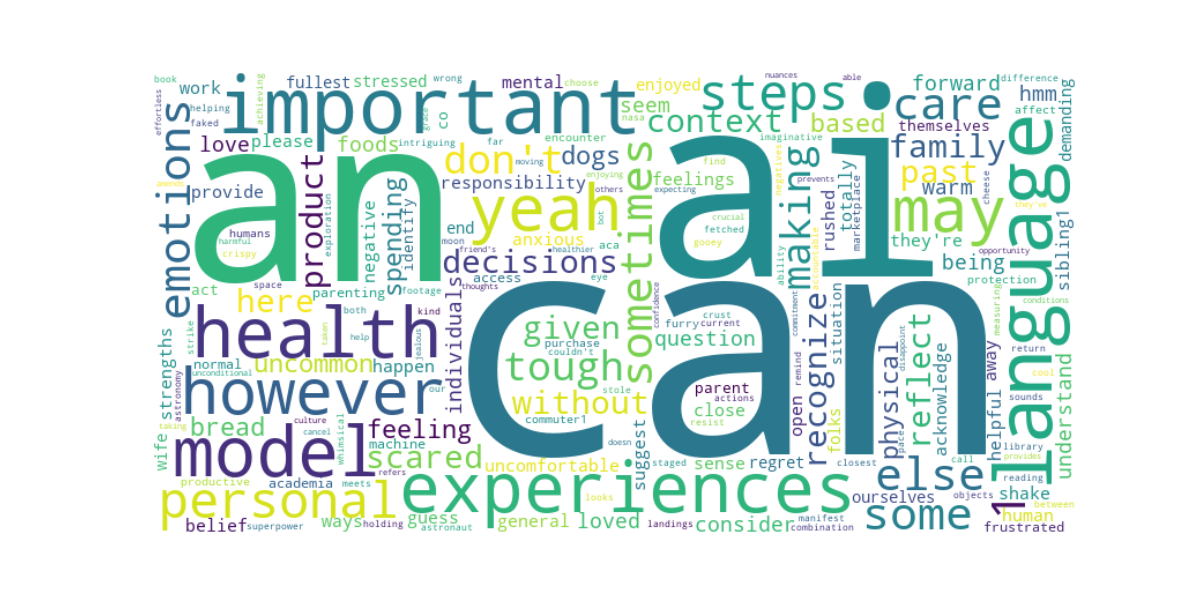 an
ai
can
important
language
experiences
health
however
model
yeah
may
personal
emotions
some
else
steps
care
context
family
past
don't
sometimes
making
decisions
product
spending
here
tough
given
without
recognize
reflect
physical
feeling
scared
bread
uncommon
individuals
1
book
work
achieving
fullest
stressed
wrong
mental
choose
enjoyed
nuances
able
forward
difference
effortless
faked
helping
love
please
foods
intriguing
grace
co
seem
nasa
based
themselves
hmm
affect
demanding
far
encounter
imaginative
moving
dogs
enjoying
others
responsibility
feelings
find
negatives
prevents
rushed
totally
marketplace
warm
cheese
they've
amends
provide
humans
harmful
crispy
exploration
negative
identify
end
moon
friend's
anxious
bot
healthier
aca
expecting
crucial
fetched
gooey
ability
accountable
they're
being
opportunity
protection
sibling1
act
space
parenting
footage
access
thoughts
eye
confidence
commitment
situation
measuring
conditions
strike
both
taken
help
kind
jealous
purchase
couldn't
furry
crust
current
question
remind
pace
disappoint
acknowledge
away
return
cool
sounds
strengths
normal
astronomy
unconditional
happen
our
stole
parent
actions
close
resist
open
folks
helpful
library
provides
reading
understand
wife
taking
culture
cancel
whimsical
machine
refers
commuter1
suggest
doesn
uncomfortable
staged
sense
regret
closest
call
productive
academia
meets
looks
ourselves
objects
shake
between
human
belief
superpower
ways
holding
guess
astronaut
general
loved
landings
consider
manifest
combination
frustrated